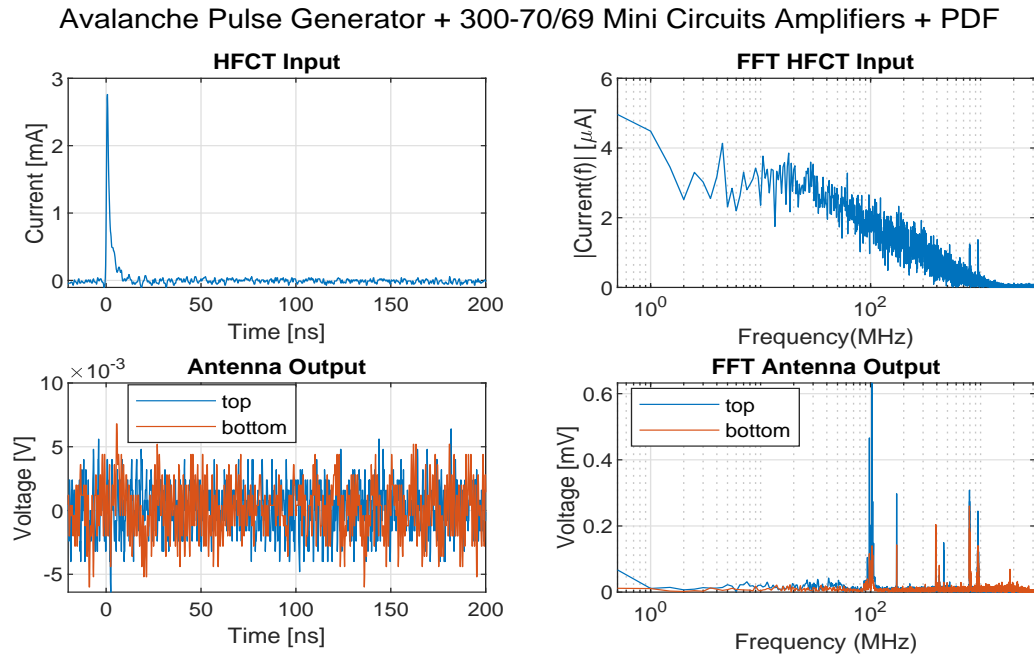 Avalanche Pulse Generator + 300-70/69 Mini Circuits Amplifiers + PDF
HFCT Input
Current [mA]
3
2
1
0
0
50
100
150
200
Time [ns]
FFT HFCT Input
|Current(f)| [μA]
6
4
2
0
10^0
10^2
Frequency(MHz)
Antenna Output
×10^-3
Voltage [V]
10
5
0
-5
top
bottom
0
50
100
150
200
Time [ns]
FFT Antenna Output
Voltage [mV]
0.6
0.4
0.2
0
top
bottom
10^0
10^2
Frequency (MHz)